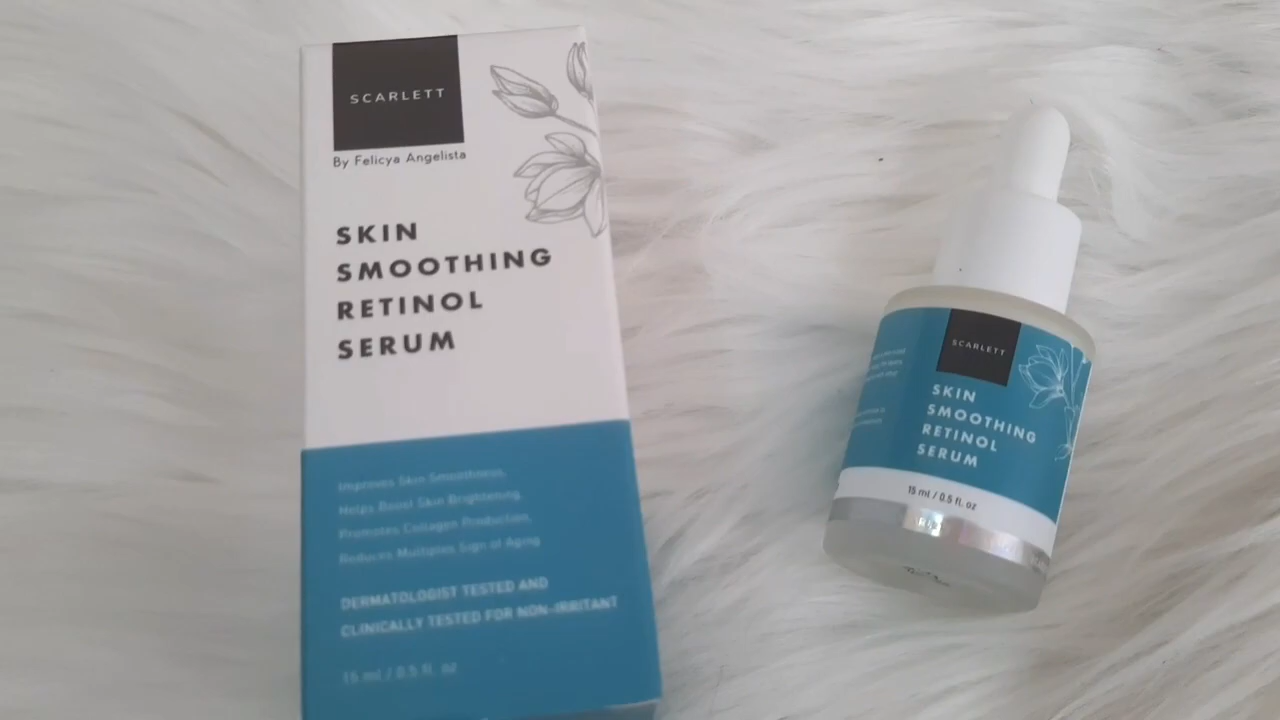 SCARLETT
By Felicya Angelista
SKIN
SMOOTHING
RETINOL
SERUM
Improves Skin Smoothness,
Helps Boost Skin Brightening,
Promotes Collagen Production,
Reduces Multiples Sign of Aging
DERMATOLOGIST TESTED AND
CLINICALLY TESTED FOR NON-IRRITANT
15 ml / 0.5 fl. oz
SCARLETT
SKIN
SMOOTHING
RETINOL
SERUM
15 ml / 0.5 fl. oz